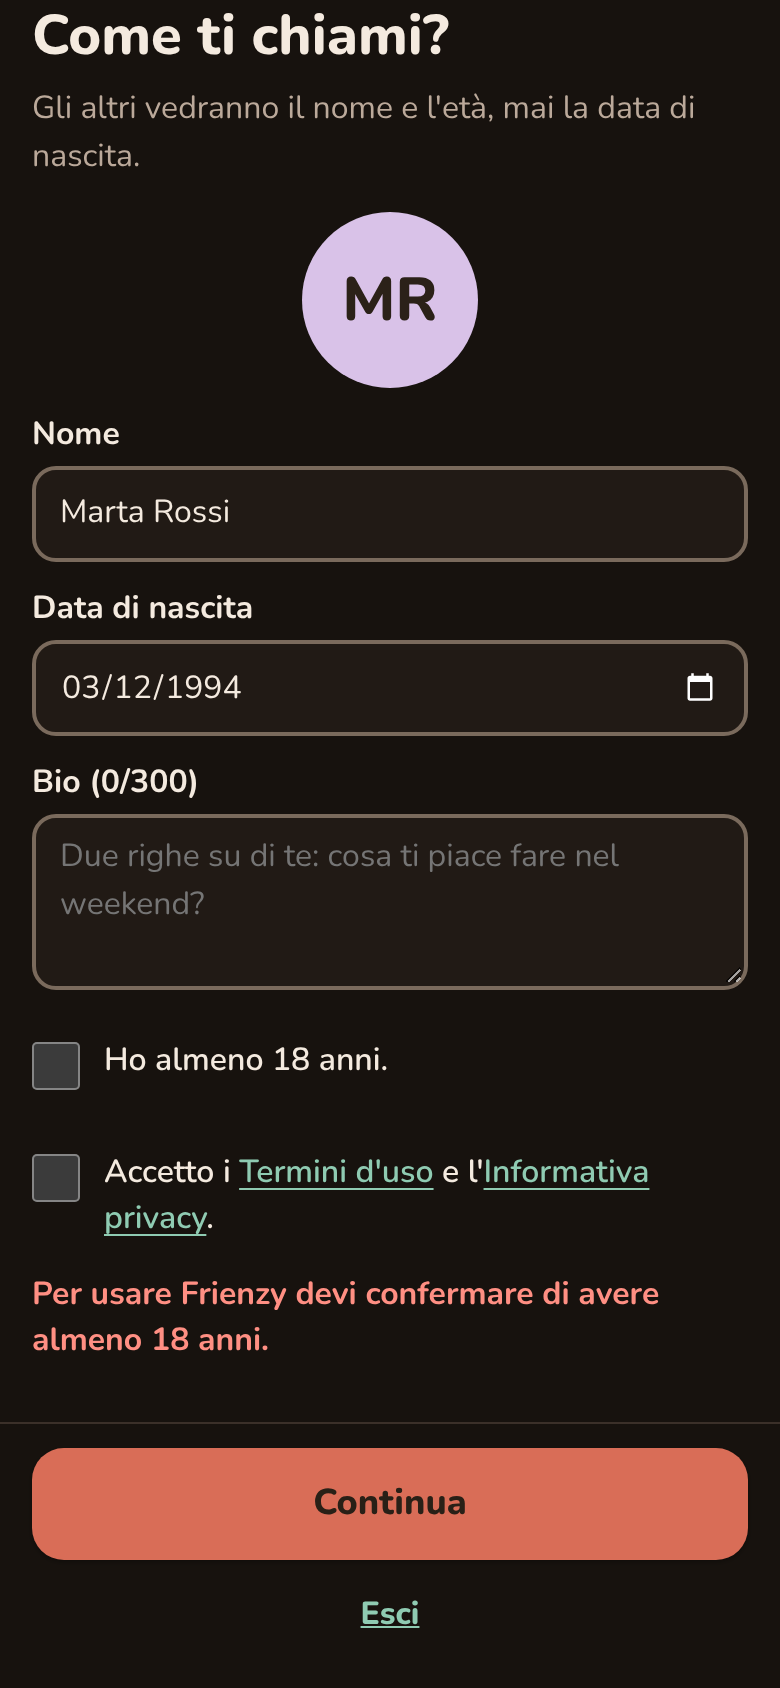 Come ti chiami?
Gli altri vedranno il nome e l'età, mai la data di
nascita.
MR
Nome
Marta Rossi
Data di nascita
03/12/1994
Bio (0/300)
Due righe su di te: cosa ti piace fare nel
weekend?
Ho almeno 18 anni.
Accetto i Termini d'uso e l'Informativa
privacy.
Per usare Frienzy devi confermare di avere
almeno 18 anni.
Continua
Esci